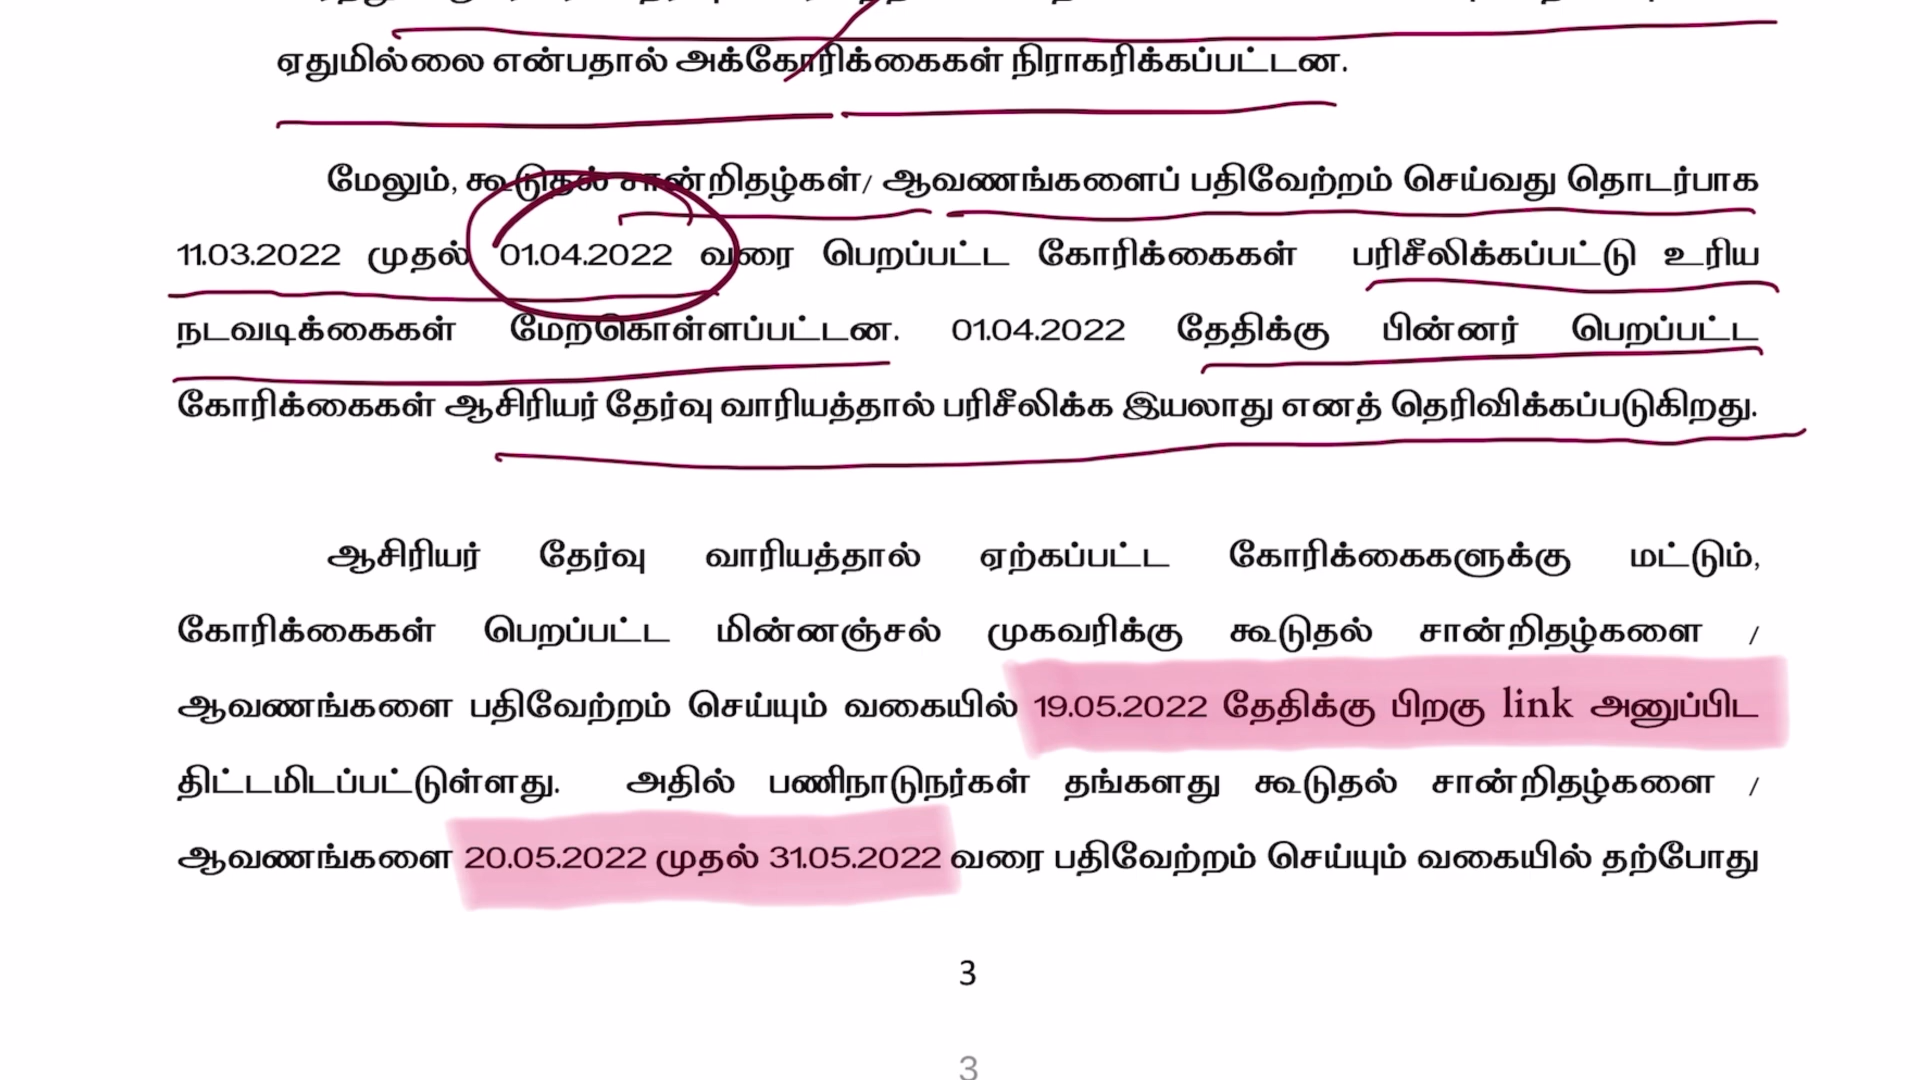 ஏதுமில்லை என்பதால் அக்கோரிக்கைகள் நிராகரிக்கப்பட்டன.
மேலும், கூடுதல் சான்றிதழ்கள்/ ஆவணங்களைப் பதிவேற்றம் செய்வது தொடர்பாக
11.03.2022 முதல் 01.04.2022 வரை பெறப்பட்ட கோரிக்கைகள் பரிசீலிக்கப்பட்டு உரிய
நடவடிக்கைகள் மேற்கொள்ளப்பட்டன. 01.04.2022 தேதிக்கு பின்னர் பெறப்பட்ட
கோரிக்கைகள் ஆசிரியர் தேர்வு வாரியத்தால் பரிசீலிக்க இயலாது எனத் தெரிவிக்கப்படுகிறது.
ஆசிரியர் தேர்வு வாரியத்தால் ஏற்கப்பட்ட கோரிக்கைகளுக்கு மட்டும்,
கோரிக்கைகள் பெறப்பட்ட மின்னஞ்சல் முகவரிக்கு கூடுதல் சான்றிதழ்களை /
ஆவணங்களை பதிவேற்றம் செய்யும் வகையில் 19.05.2022 தேதிக்கு பிறகு link அனுப்பிட
திட்டமிடப்பட்டுள்ளது. அதில் பணிநாடுநர்கள் தங்களது கூடுதல் சான்றிதழ்களை /
ஆவணங்களை 20.05.2022 முதல் 31.05.2022 வரை பதிவேற்றம் செய்யும் வகையில் தற்போது
3
3